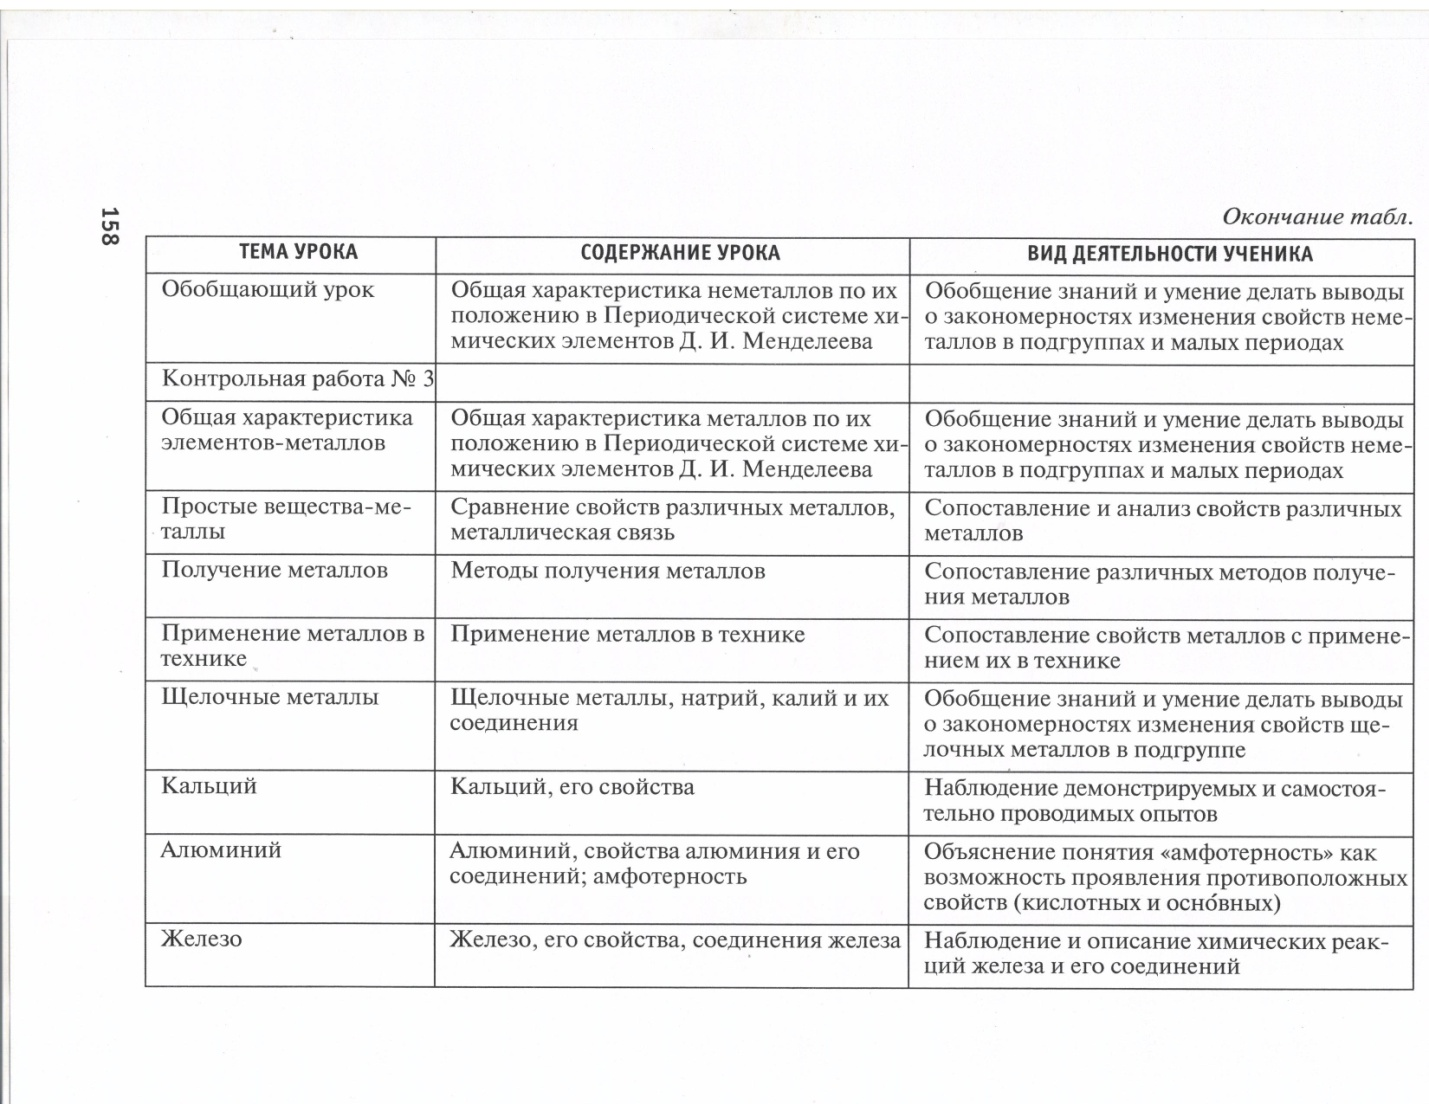 158
Окончание табл.
ТЕМА УРОКА
СОДЕРЖАНИЕ УРОКА
ВИД ДЕЯТЕЛЬНОСТИ УЧЕНИКА
Обобщающий урок
Общая характеристика неметаллов по их
положению в Периодической системе хи-
мических элементов Д. И. Менделеева
Обобщение знаний и умение делать выводы
о закономерностях изменения свойств неме-
таллов в подгруппах и малых периодах
Контрольная работа № 3
Общая характеристика
элементов-металлов
Общая характеристика металлов по их
положению в Периодической системе хи-
мических элементов Д. И. Менделеева
Обобщение знаний и умение делать выводы
о закономерностях изменения свойств неме-
таллов в подгруппах и малых периодах
Простые вещества-ме-
таллы
Сравнение свойств различных металлов,
металлическая связь
Сопоставление и анализ свойств различных
металлов
Получение металлов
Методы получения металлов
Сопоставление различных методов получе-
ния металлов
Применение металлов в
технике
Применение металлов в технике
Сопоставление свойств металлов с примене-
нием их в технике
Щелочные металлы
Щелочные металлы, натрий, калий и их
соединения
Обобщение знаний и умение делать выводы
о закономерностях изменения свойств ще-
лочных металлов в подгруппе
Кальций
Кальций, его свойства
Наблюдение демонстрируемых и самостоя-
тельно проводимых опытов
Алюминий
Алюминий, свойства алюминия и его
соединений; амфотерность
Объяснение понятия «амфотерность» как
возможность проявления противоположных
свойств (кислотных и осно́вных)
Железо
Железо, его свойства, соединения железа
Наблюдение и описание химических реак-
ций железа и его соединений